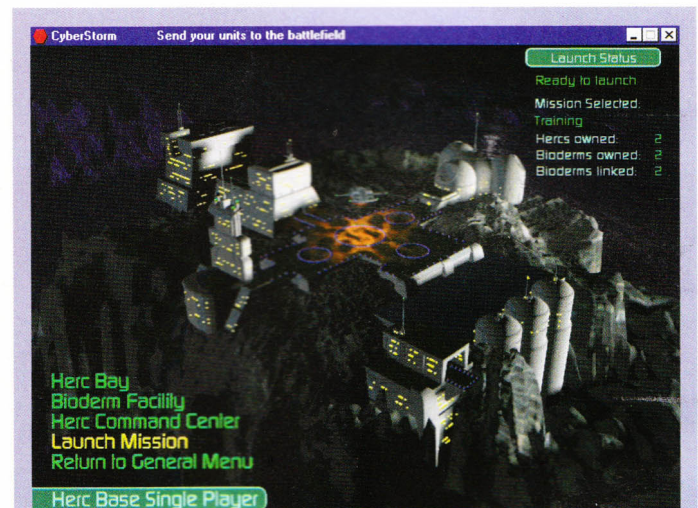 CyberStorm Send your units to the battlefield
Launch Status
Ready to launch
Mission Selected:
Training
Hercs owned: 2
Bioderms owned: 2
Bioderms linked: 2
Herc Bay
Bioderm Facility
Herc Command Center
Launch Mission
Return to General Menu
Herc Base Single Player